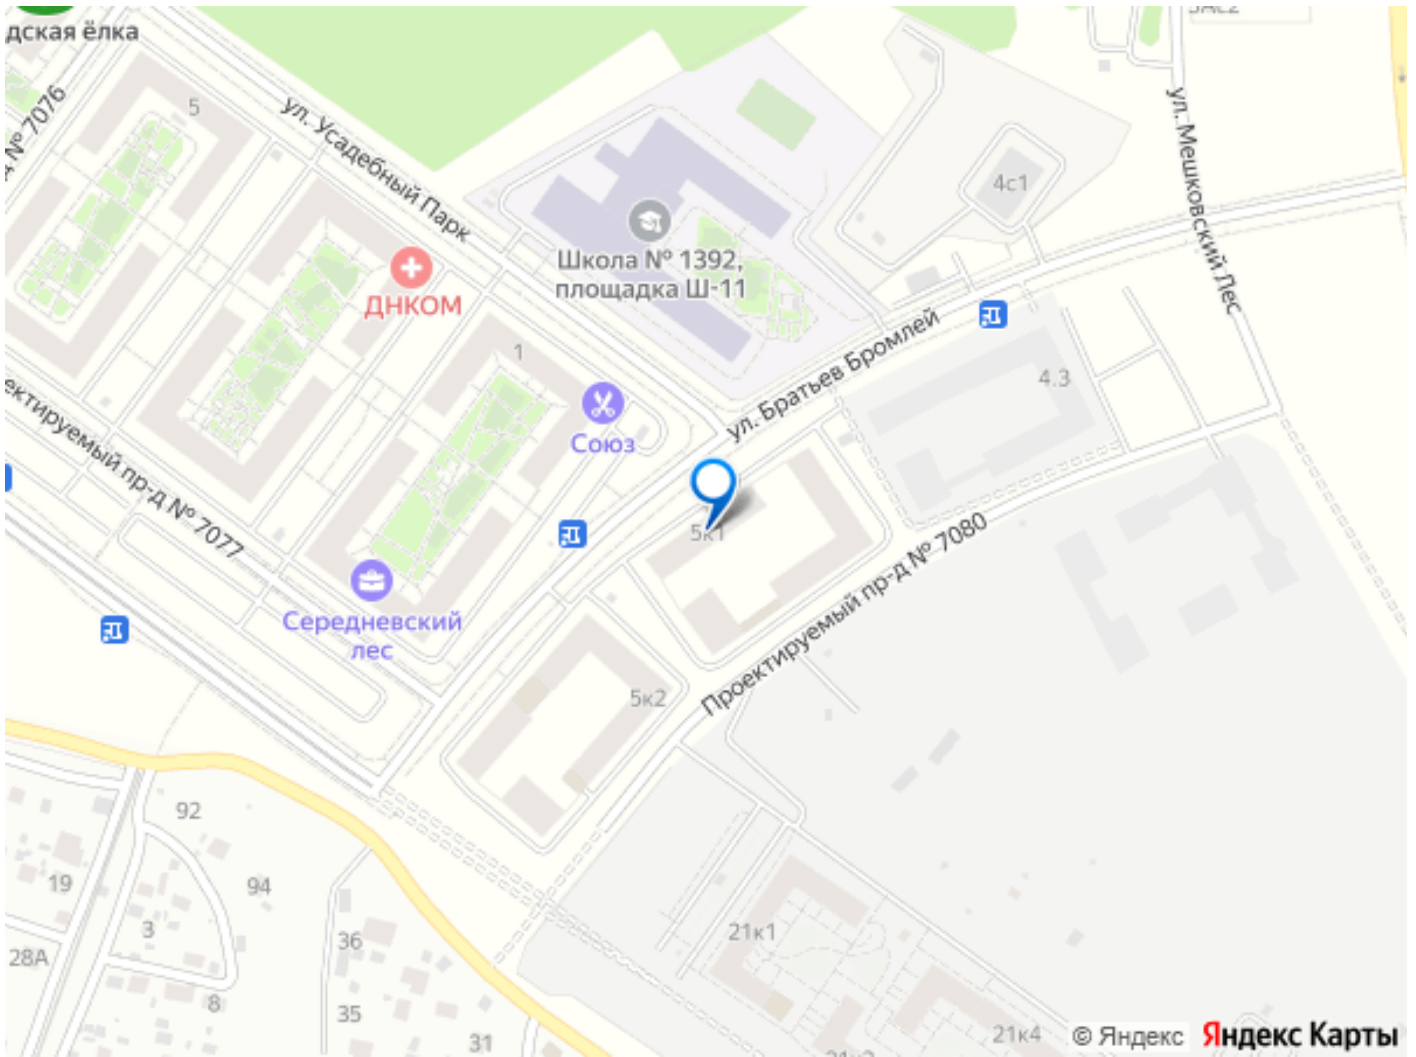 дская ёлка
5
№ 7076
ул. Усадебный Парк
ул. Мешковский Лес
4с1
Школа № 1392,
площадка Ш-11
ДНКОМ
1
Союз
ул. Братьев Бромлей
4.3
ектируемый пр-д № 7077
5к1
Проектируемый пр-д № 7080
Середневский
лес
5к2
92
94
19
3
28А
36
8
35
31
21к1
21к4
© Яндекс
Яндекс Карты